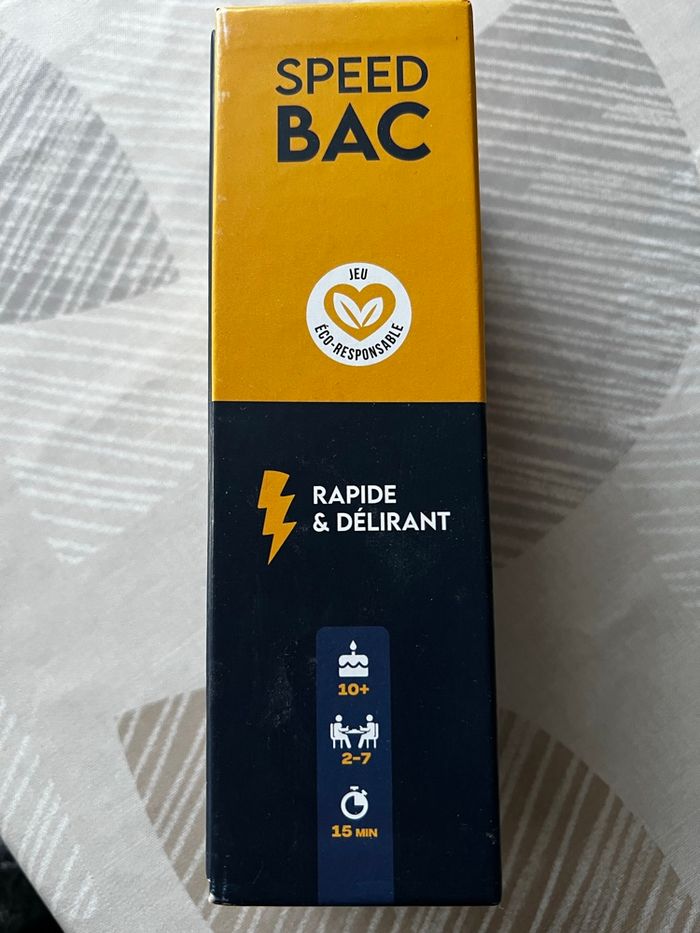 SPEED
BAC
JEU
ÉCO-RESPONSABLE
RAPIDE
& DÉLIRANT
10+
2-7
15 MIN